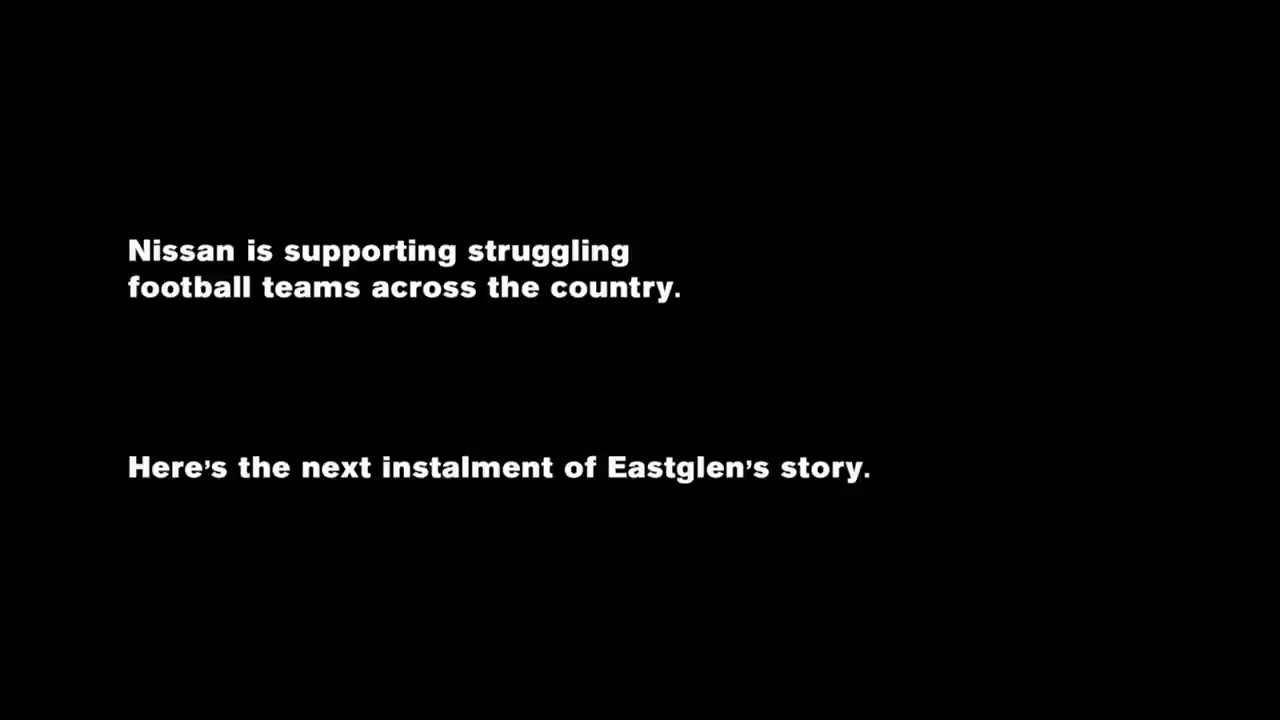 Nissan is supporting struggling
football teams across the country.
Here's the next instalment of Eastglen's story.